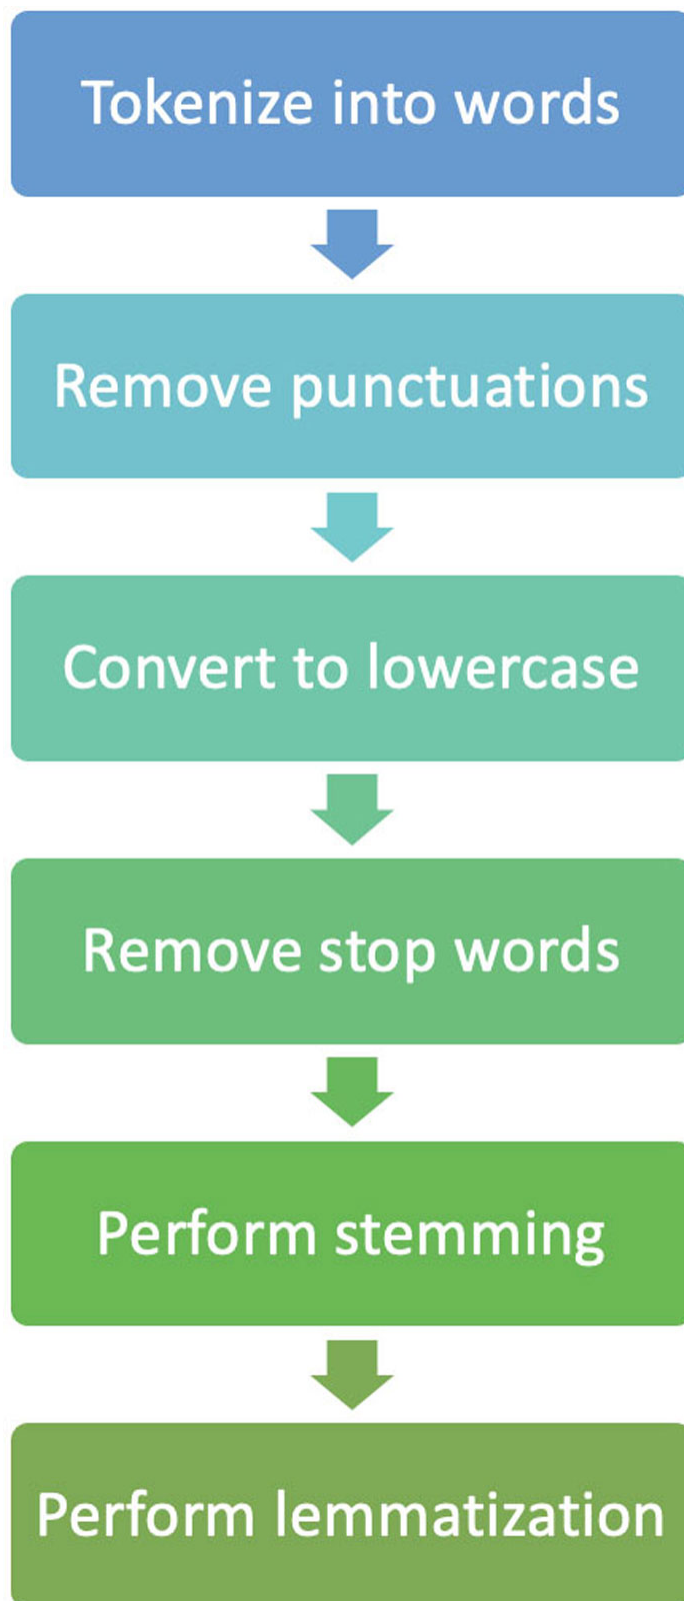 Tokenize into words
Remove punctuations
Convert to lowercase
Remove stop words
Perform stemming
Perform lemmatization